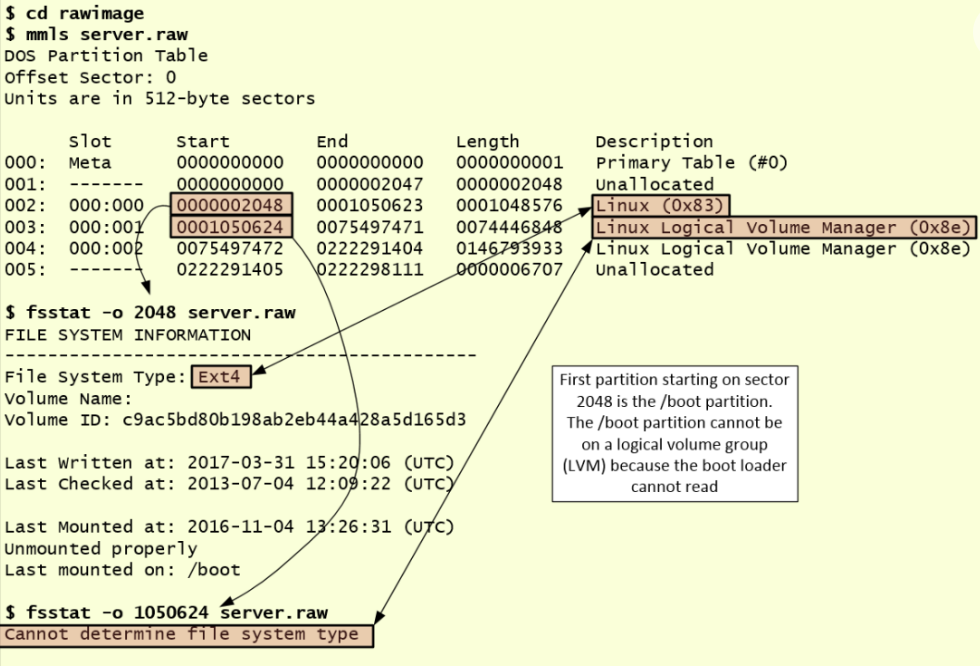 $ cd rawimage
$ mmls server.raw
DOS Partition Table
Offset Sector: 0
Units are in 512-byte sectors
Slot Start End Length Description
000: Meta 0000000000 0000000000 0000000001 Primary Table (#0)
001: ------- 0000000000 0000002047 0000002048 Unallocated
002: 000:000 0000002048 0001050623 0001048576 Linux (0x83)
003: 000:001 0001050624 0075497471 0074446848 Linux Logical Volume Manager (0x8e)
004: 000:002 0075497472 0222291404 0146793933 Linux Logical Volume Manager (0x8e)
005: ------- 0222291405 0222298111 0000006707 Unallocated
$ fsstat -o 2048 server.raw
FILE SYSTEM INFORMATION
--------------------------------------------
File System Type: Ext4
Volume Name:
Volume ID: c9ac5bd80b198ab2eb44a428a5d165d3
Last Written at: 2017-03-31 15:20:06 (UTC)
Last Checked at: 2013-07-04 12:09:22 (UTC)
Last Mounted at: 2016-11-04 13:26:31 (UTC)
Unmounted properly
Last mounted on: /boot
$ fsstat -o 1050624 server.raw
Cannot determine file system type
First partition starting on sector
2048 is the /boot partition.
The /boot partition cannot be
on a logical volume group
(LVM) because the boot loader
cannot read